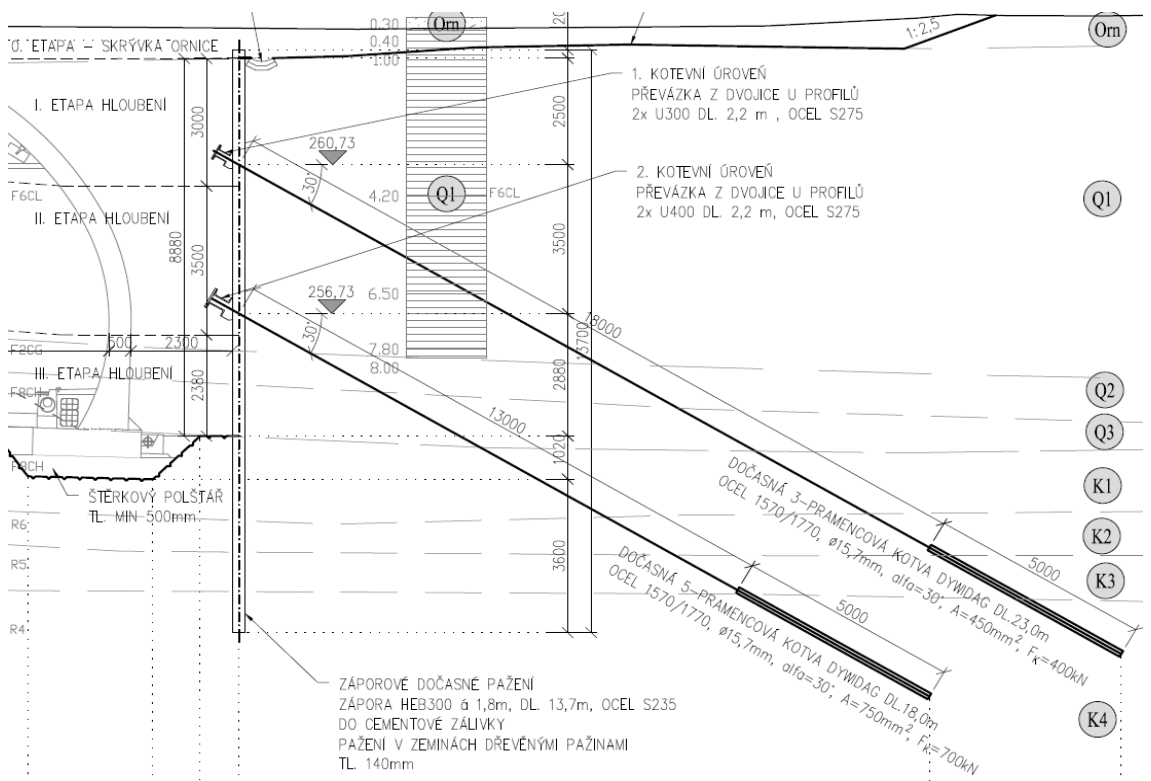 0.30
0.40
1.00
Orn
20
1:2,5
Orn
0. ETAPA – SKRÝVKA ORNICE
I. ETAPA HLOUBENÍ
3000
2500
1. KOTEVNÍ ÚROVEŇ
PŘEVÁZKA Z DVOJICE U PROFILŮ
2x U300 DL. 2,2 m , OCEL S275
260,73
30°
F6CL
4.20
Q1
F6CL
Q1
2. KOTEVNÍ ÚROVEŇ
PŘEVÁZKA Z DVOJICE U PROFILŮ
2x U400 DL. 2,2 m, OCEL S275
II. ETAPA HLOUBENÍ
8880
3500
3500
256,73
30°
6.50
18000
13700
F2CG
500
2300
7.80
8.00
III. ETAPA HLOUBENÍ
2380
2880
F8CH
Q2
13000
Q3
F8CH
1020
ŠTĚRKOVÝ POLŠTÁŘ
TL. MIN 500mm
K1
R6
K2
R5
K3
3600
R4
DOČASNÁ 3–PRAMENCOVÁ KOTVA DYWIDAG DL.23,0m
OCEL 1570/1770, ø15,7mm, alfa=30°, A=450mm², FK=400kN
5000
DOČASNÁ 5–PRAMENCOVÁ KOTVA DYWIDAG DL.18,0m
OCEL 1570/1770, ø15,7mm, alfa=30°, A=750mm², FK=700kN
5000
K4
ZÁPOROVÉ DOČASNÉ PAŽENÍ
ZÁPORA HEB300 á 1,8m, DL. 13,7m, OCEL S235
DO CEMENTOVÉ ZÁLIVKY
PAŽENÍ V ZEMINÁCH DŘEVĚNÝMI PAŽINAMI
TL. 140mm